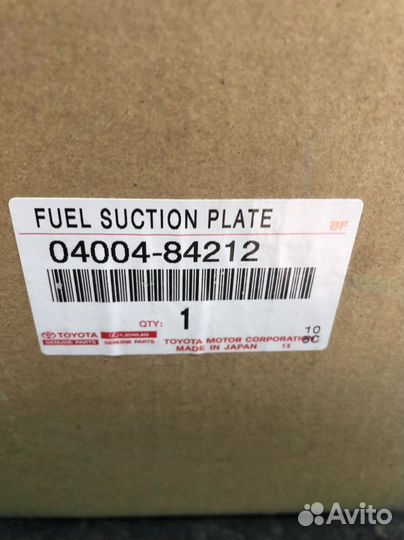 FUEL SUCTION PLATE BF
04004-84212
QTY: 1
10
5C
TOYOTA LEXUS TOYOTA MOTOR CORPORATION
GENUINE PARTS GENUINE PARTS MADE IN JAPAN 13
Avito